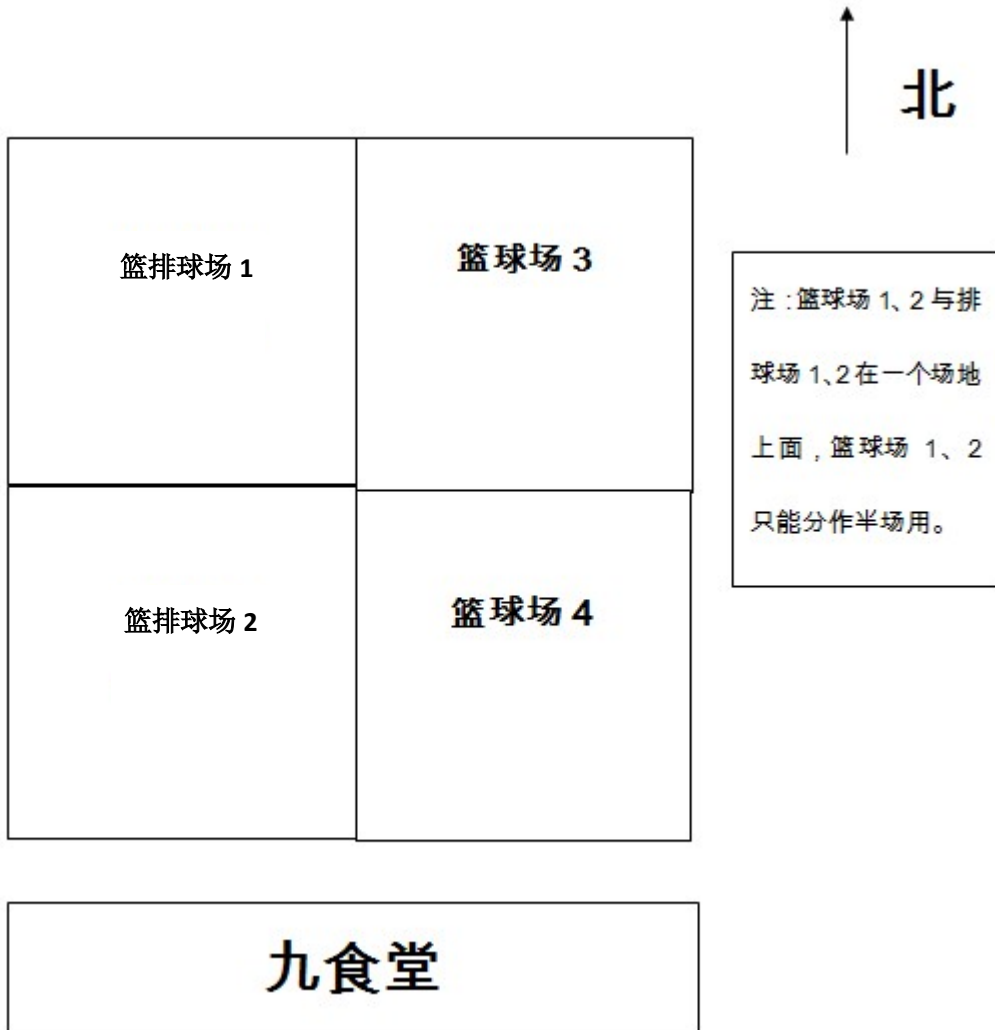 北
篮排球场 1
篮球场 3
注：篮球场 1、2 与排
球场 1、2 在一个场地
上面，篮球场 1、2
只能分作半场用。
篮排球场 2
篮球场 4
九食堂